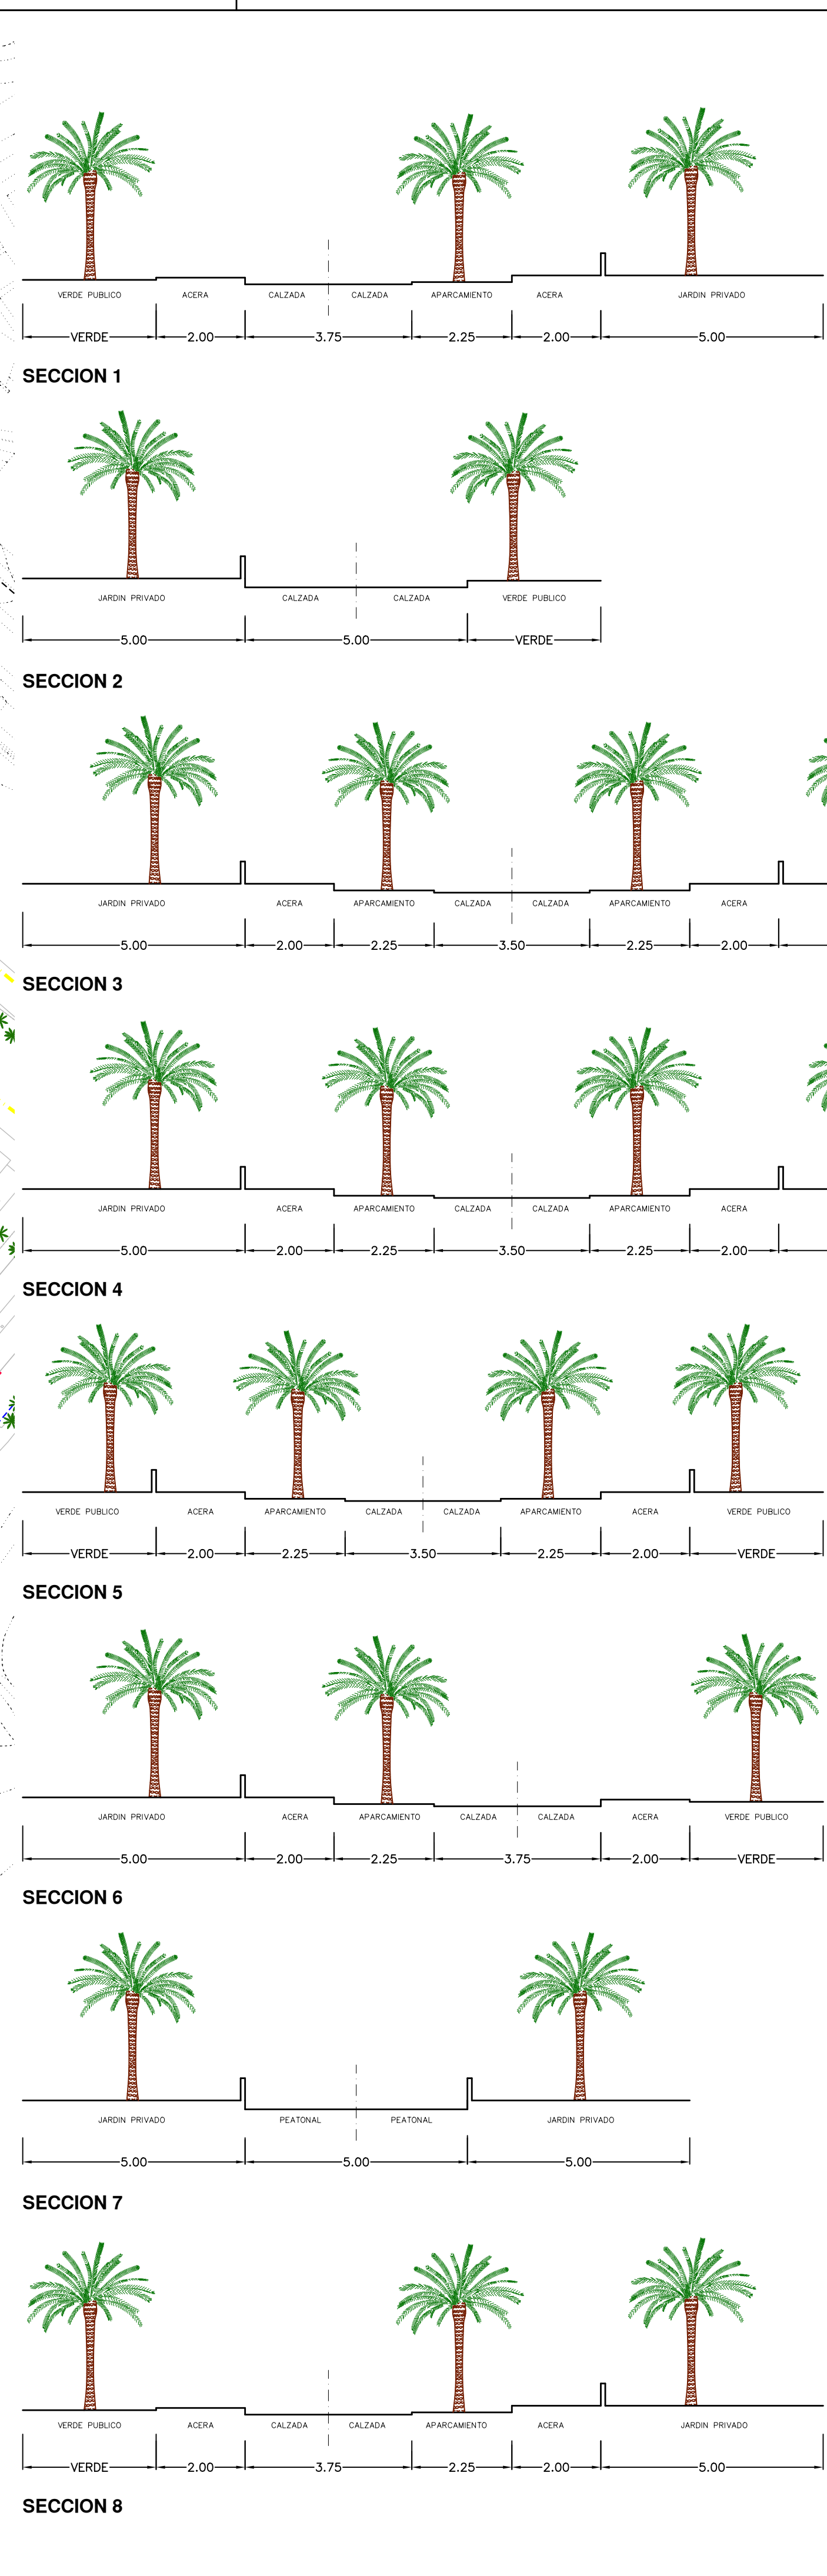 VERDE PUBLICO ACERA CALZADA CALZADA APARCAMIENTO ACERA JARDIN PRIVADO
VERDE 2.00 3.75 2.25 2.00 5.00
SECCION 1
JARDIN PRIVADO CALZADA CALZADA VERDE PUBLICO
5.00 5.00 VERDE
SECCION 2
JARDIN PRIVADO ACERA APARCAMIENTO CALZADA CALZADA APARCAMIENTO ACERA
5.00 2.00 2.25 3.50 2.25 2.00
SECCION 3
JARDIN PRIVADO ACERA APARCAMIENTO CALZADA CALZADA APARCAMIENTO ACERA
5.00 2.00 2.25 3.50 2.25 2.00
SECCION 4
VERDE PUBLICO ACERA APARCAMIENTO CALZADA CALZADA APARCAMIENTO ACERA VERDE PUBLICO
VERDE 2.00 2.25 3.50 2.25 2.00 VERDE
SECCION 5
JARDIN PRIVADO ACERA APARCAMIENTO CALZADA CALZADA ACERA VERDE PUBLICO
5.00 2.00 2.25 3.75 2.00 VERDE
SECCION 6
JARDIN PRIVADO PEATONAL PEATONAL JARDIN PRIVADO
5.00 5.00 5.00
SECCION 7
VERDE PUBLICO ACERA CALZADA CALZADA APARCAMIENTO ACERA JARDIN PRIVADO
VERDE 2.00 3.75 2.25 2.00 5.00
SECCION 8